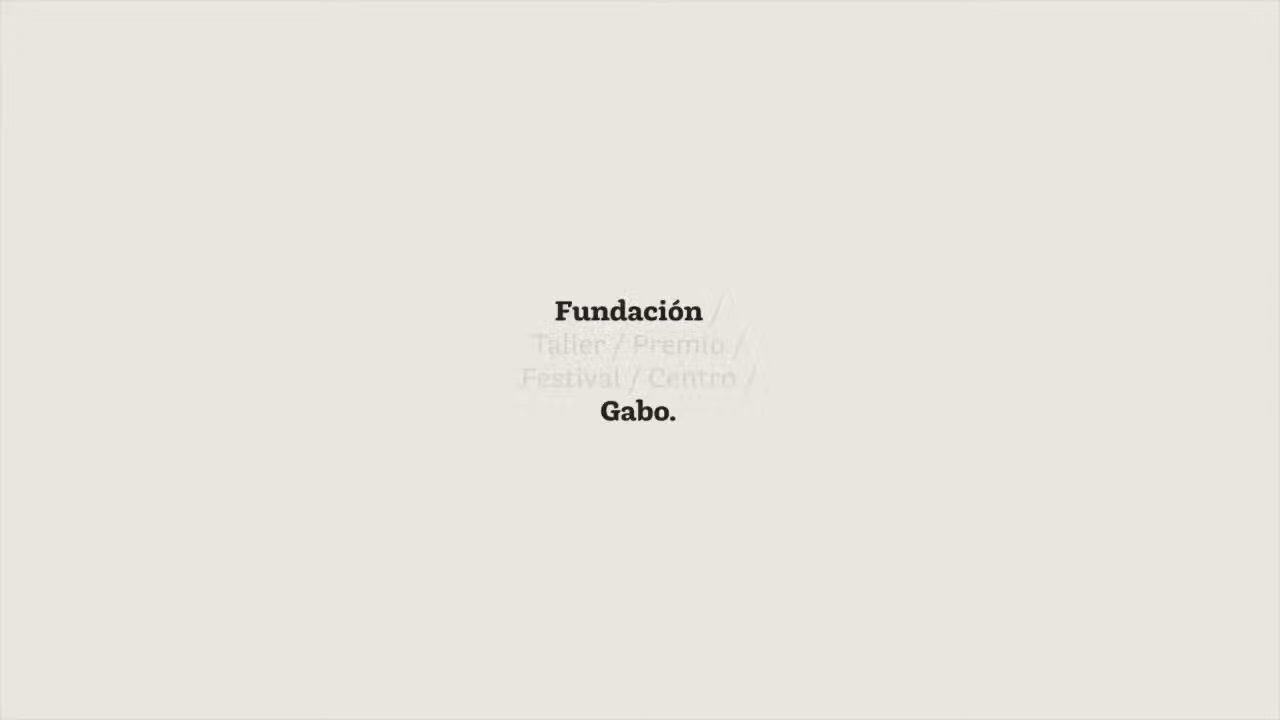 Fundación /
Taller / Premio /
Festival / Centro /
Gabo.